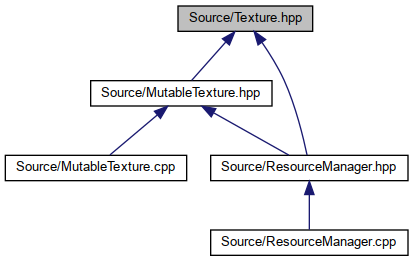 Source/Texture.hpp
Source/MutableTexture.hpp
Source/MutableTexture.cpp
Source/ResourceManager.hpp
Source/ResourceManager.cpp